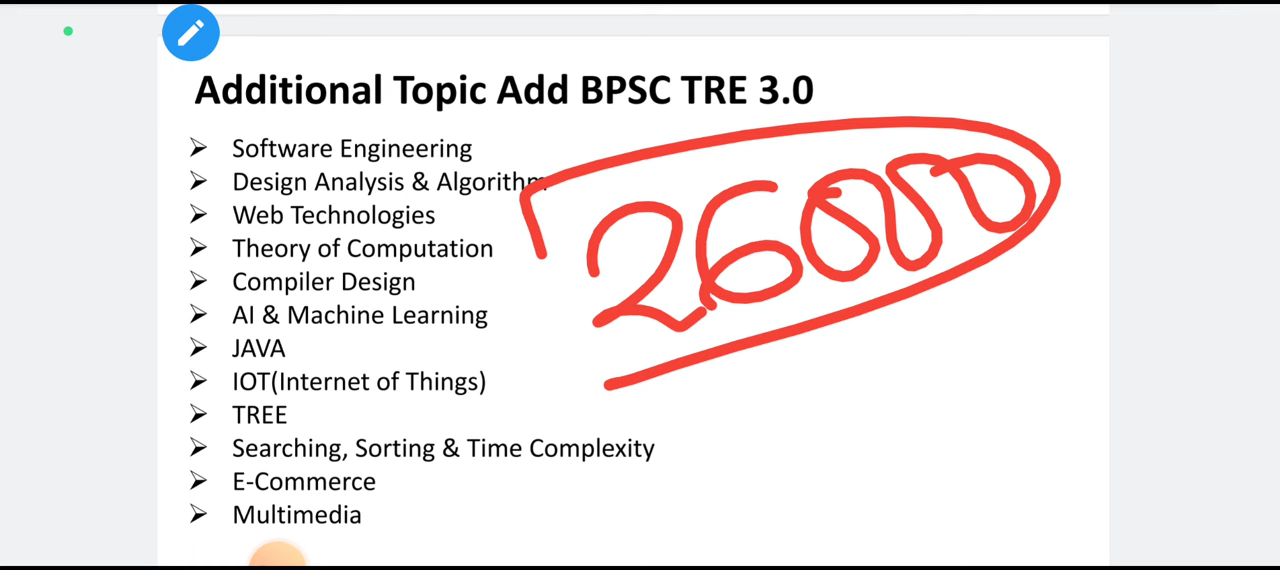 Additional Topic Add BPSC TRE 3.0
Software Engineering
Design Analysis & Algorithm
Web Technologies
Theory of Computation
Compiler Design
AI & Machine Learning
JAVA
IOT(Internet of Things)
TREE
Searching, Sorting & Time Complexity
E-Commerce
Multimedia
26000